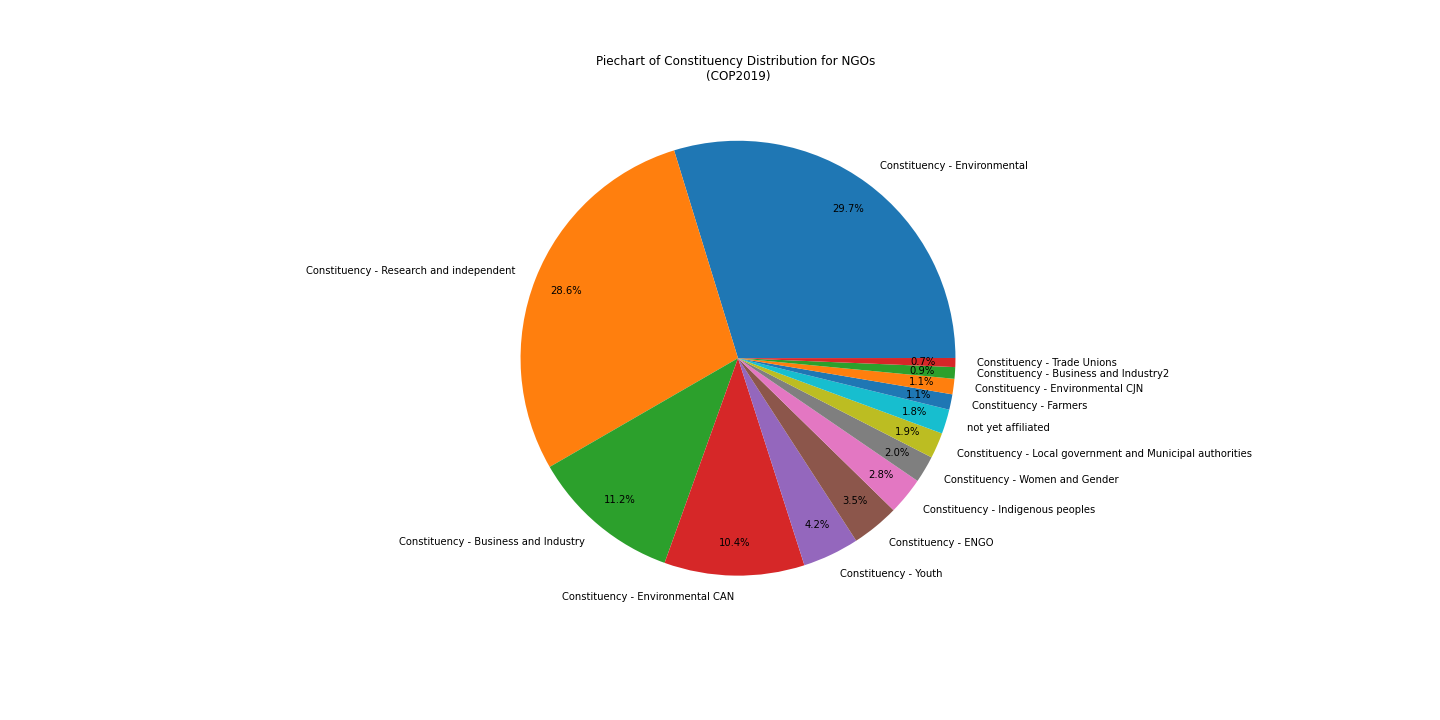 Piechart of Constituency Distribution for NGOs
(COP2019)
Constituency - Environmental
29.7%
Constituency - Research and independent
28.6%
Constituency - Business and Industry
11.2%
Constituency - Environmental CAN
10.4%
Constituency - Youth
4.2%
Constituency - ENGO
3.5%
Constituency - Indigenous peoples
2.8%
Constituency - Women and Gender
2.0%
Constituency - Local government and Municipal authorities
1.9%
not yet affiliated
1.8%
Constituency - Farmers
1.1%
Constituency - Environmental CJN
1.1%
Constituency - Business and Industry2
0.9%
Constituency - Trade Unions
0.7%